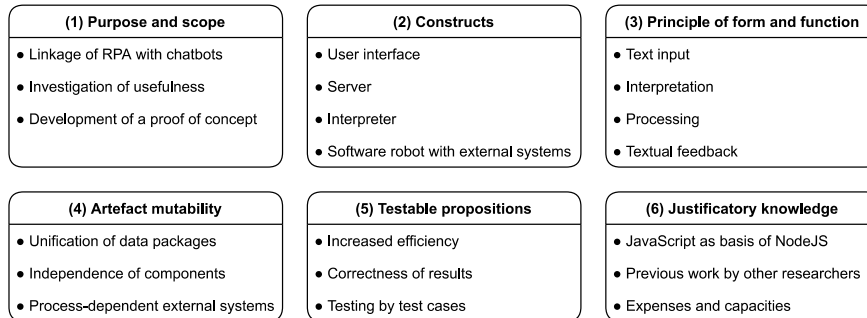 (1) Purpose and scope
● Linkage of RPA with chatbots
● Investigation of usefulness
● Development of a proof of concept
(2) Constructs
● User interface
● Server
● Interpreter
● Software robot with external systems
(3) Principle of form and function
● Text input
● Interpretation
● Processing
● Textual feedback
(4) Artefact mutability
● Unification of data packages
● Independence of components
● Process-dependent external systems
(5) Testable propositions
● Increased efficiency
● Correctness of results
● Testing by test cases
(6) Justificatory knowledge
● JavaScript as basis of NodeJS
● Previous work by other researchers
● Expenses and capacities